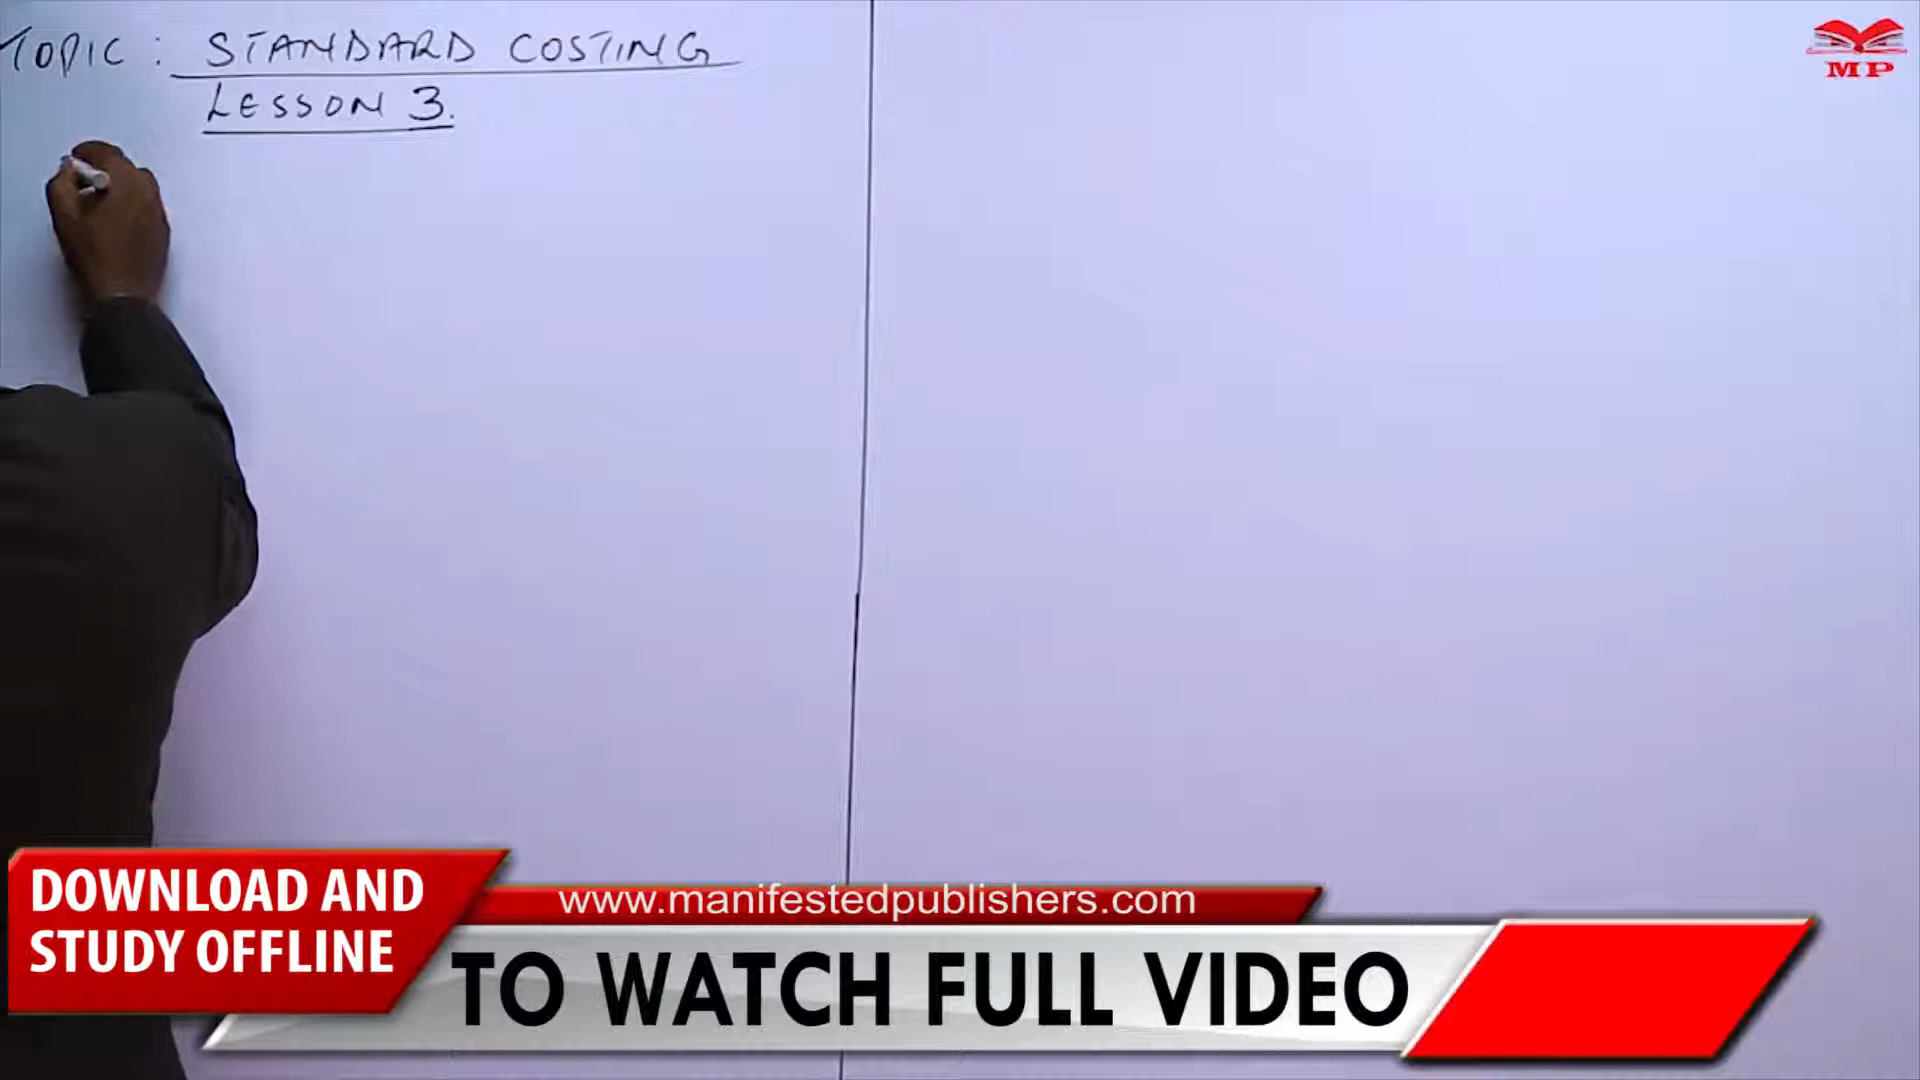 TOPIC: STANDARD COSTING
LESSON 3.
MP
DOWNLOAD AND
STUDY OFFLINE
www.manifestedpublishers.com
TO WATCH FULL VIDEO